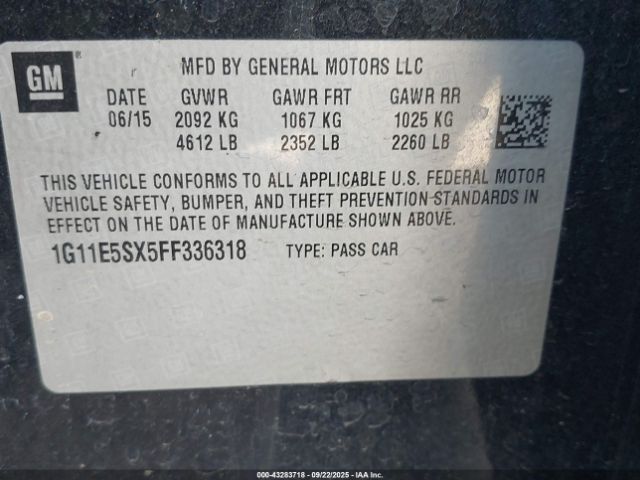 GM
MFD BY GENERAL MOTORS LLC
DATE GVWR GAWR FRT GAWR RR
06/15 2092 KG 1067 KG 1025 KG
4612 LB 2352 LB 2260 LB
THIS VEHICLE CONFORMS TO ALL APPLICABLE U.S. FEDERAL MOTOR
VEHICLE SAFETY, BUMPER, AND THEFT PREVENTION STANDARDS IN
EFFECT ON THE DATE OF MANUFACTURE SHOWN ABOVE.
1G11E5SX5FF336318 TYPE: PASS CAR
000-43283718 - 09/22/2025 - IAA Inc.